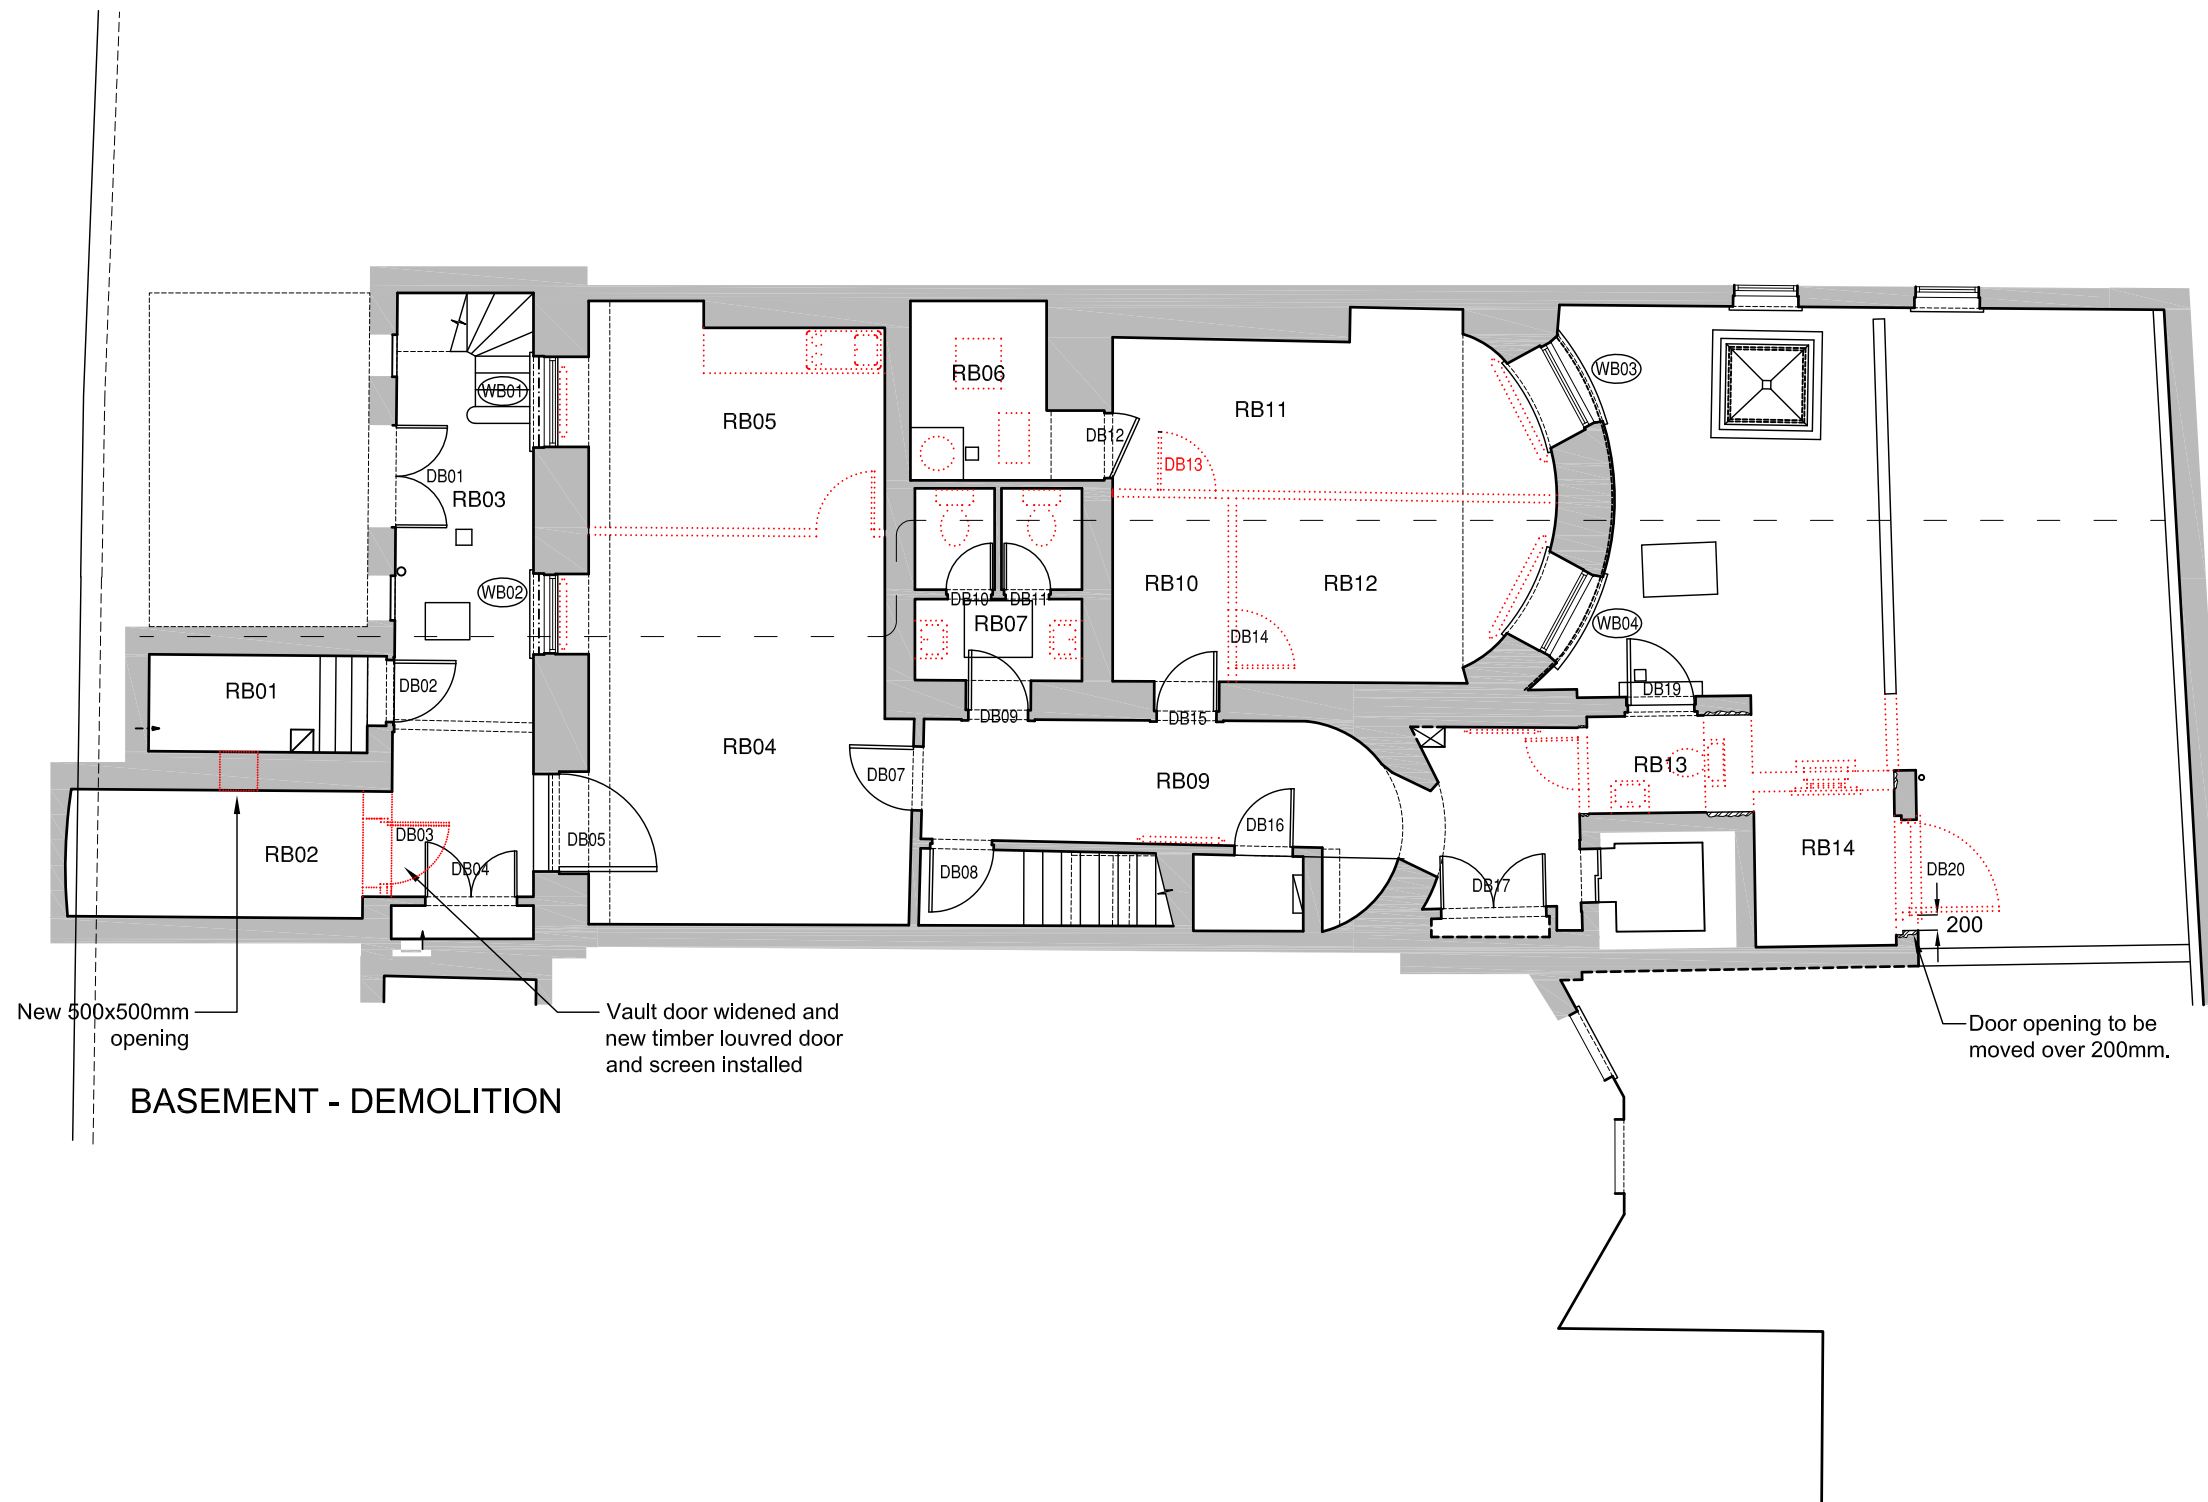 WB03
RB06
WB01
RB11
RB05
DB12
DB13
DB01
RB03
RB10
RB12
WB02
DB10
DB11
RB07
WB04
DB14
DB02
RB01
DB19
DB09
DB15
RB04
RB13
DB07
RB09
DB16
DB03
DB05
RB02
RB14
DB04
DB08
DB20
DB17
200
New 500x500mm
opening
Vault door widened and
new timber louvred door
and screen installed
Door opening to be
moved over 200mm.
BASEMENT - DEMOLITION